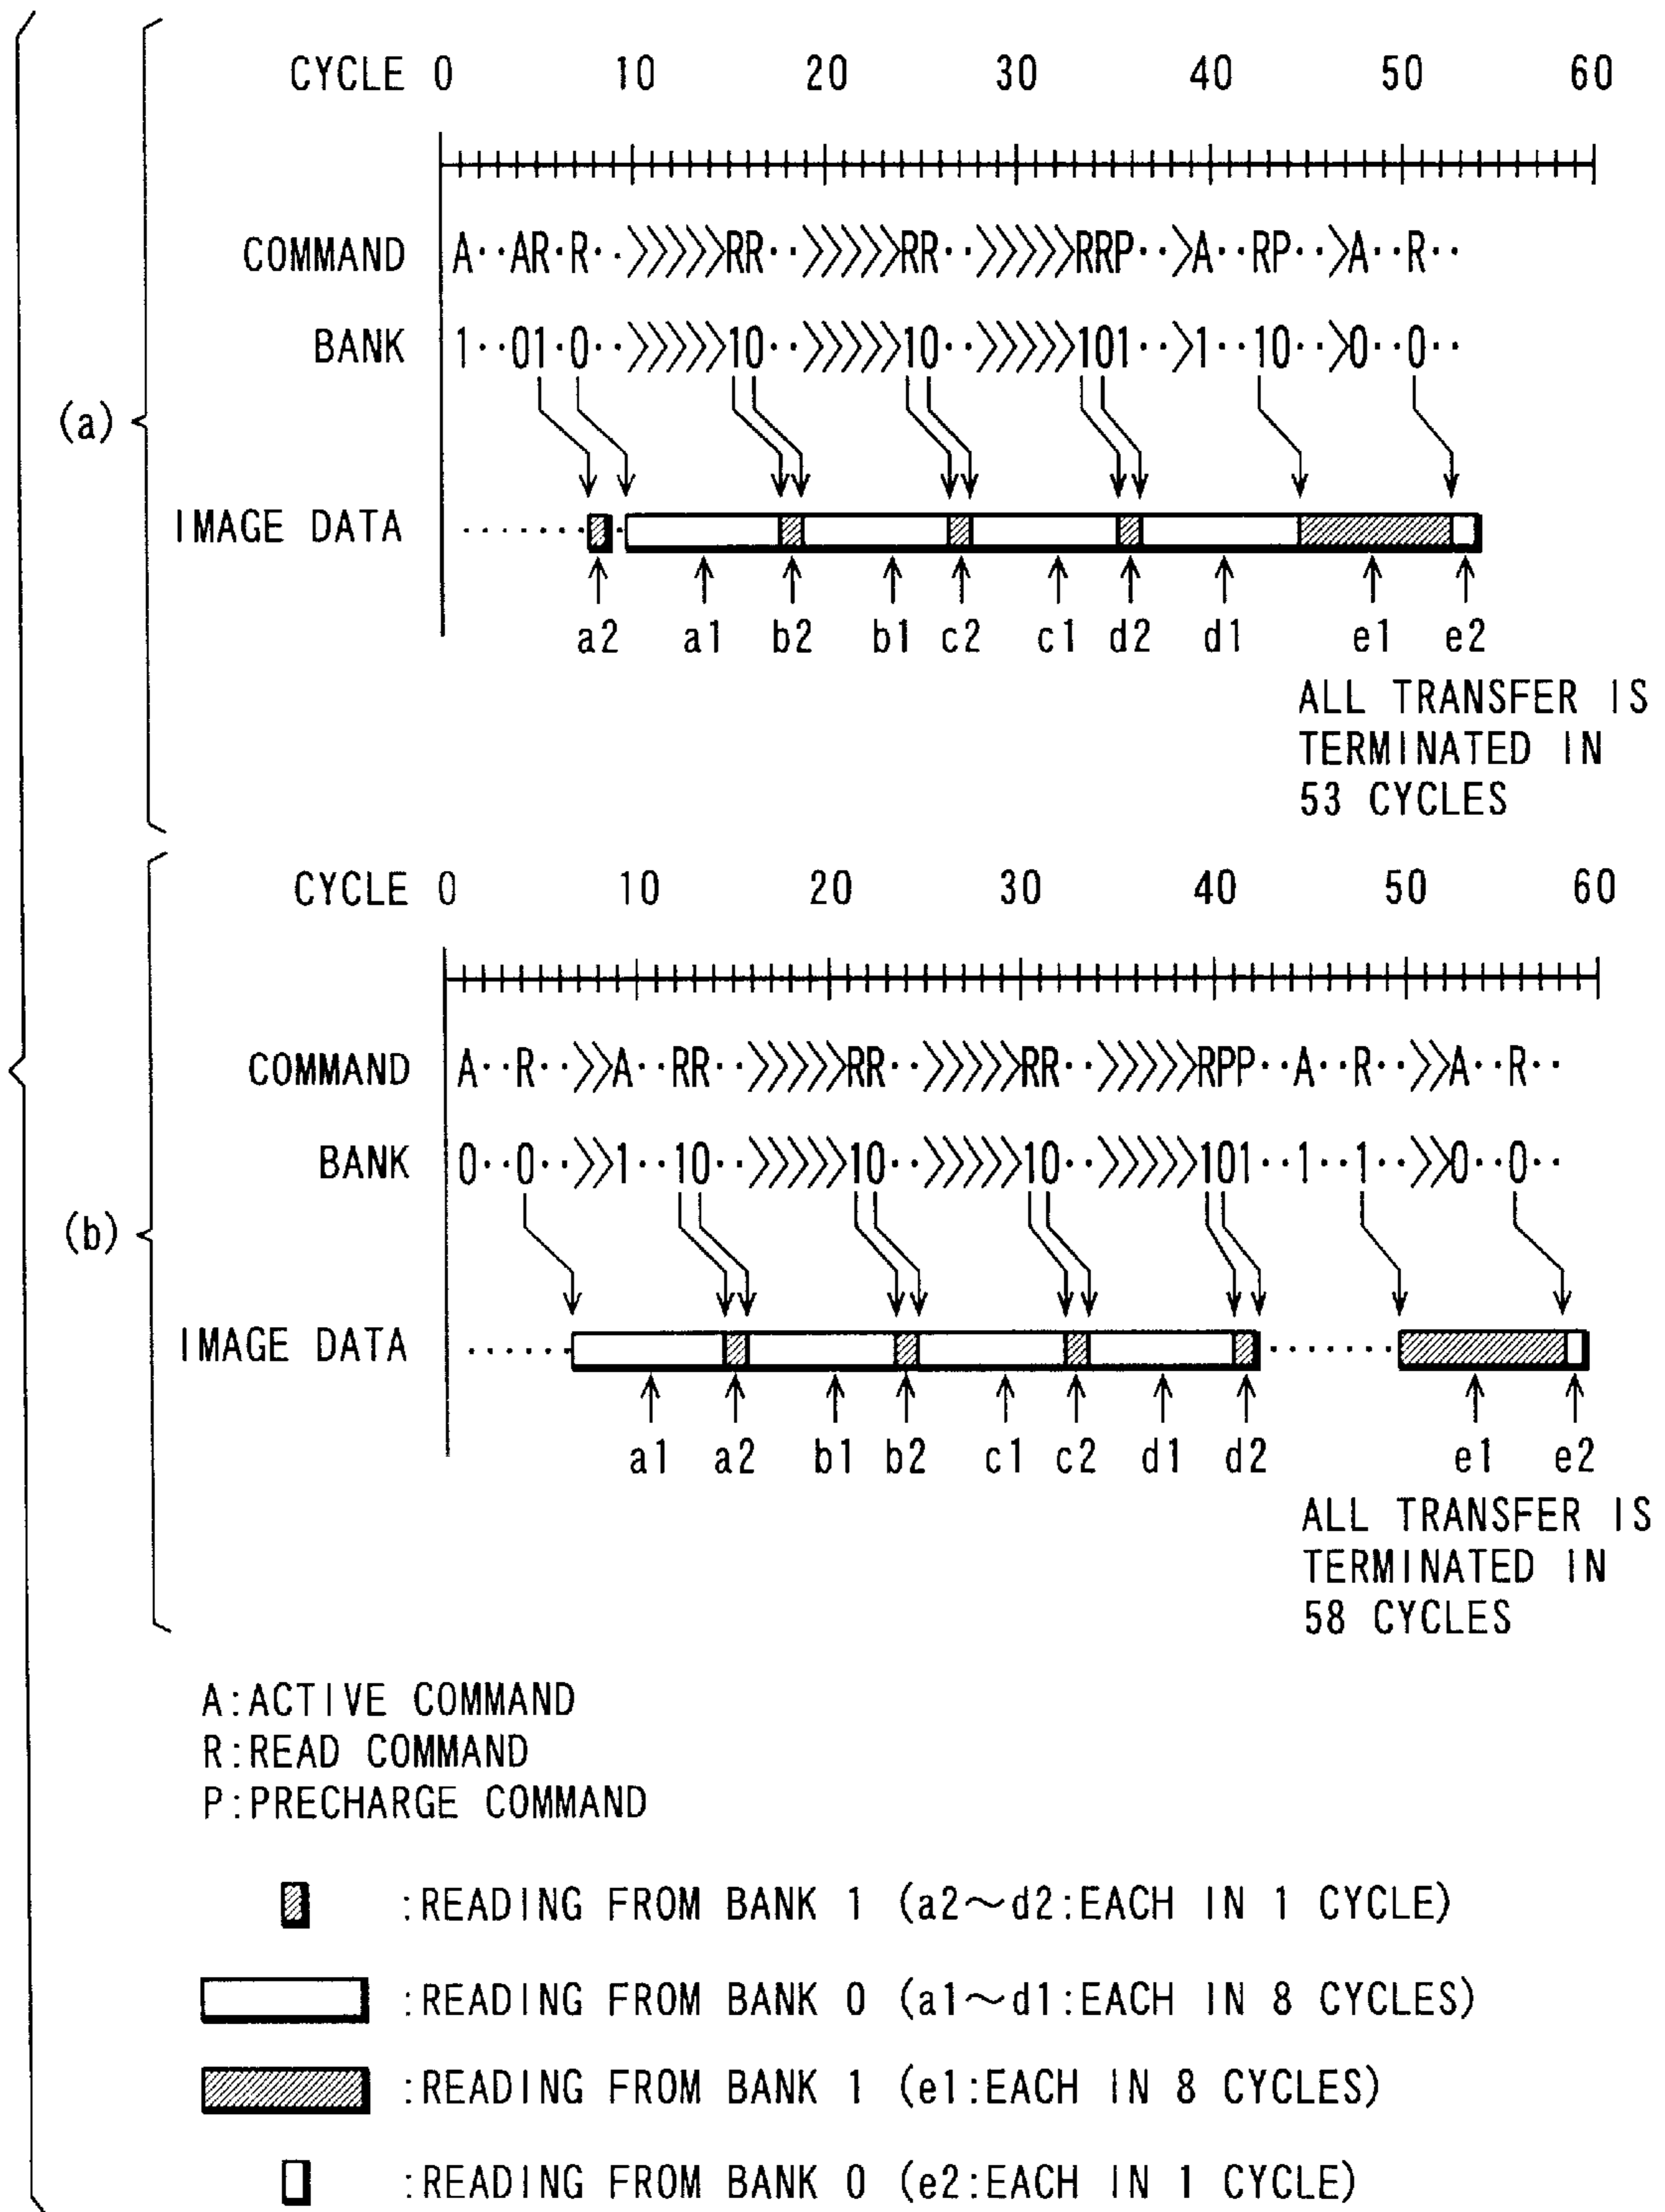 CYCLE 0 10 20 30 40 50 60
COMMAND A··AR·R··>>>>>RR··>>>>>RR··>>>>>RRP··>A··RP··>A··R··
BANK 1··01·0··>>>>>10··>>>>>10··>>>>>101··>1··10··>0··0··
(a)
IMAGE DATA
a2 a1 b2 b1 c2 c1 d2 d1 e1 e2
ALL TRANSFER IS
TERMINATED IN
53 CYCLES
CYCLE 0 10 20 30 40 50 60
COMMAND A··R··>>A··RR··>>>>>RR··>>>>>RR··>>>>>RPP··A··R··>>A··R··
BANK 0··0··>>1··10··>>>>>10··>>>>>10··>>>>>101··1··1··>>0··0··
(b)
IMAGE DATA
a1 a2 b1 b2 c1 c2 d1 d2 e1 e2
ALL TRANSFER IS
TERMINATED IN
58 CYCLES
A:ACTIVE COMMAND
R:READ COMMAND
P:PRECHARGE COMMAND
:READING FROM BANK 1 (a2~d2:EACH IN 1 CYCLE)
:READING FROM BANK 0 (a1~d1:EACH IN 8 CYCLES)
:READING FROM BANK 1 (e1:EACH IN 8 CYCLES)
:READING FROM BANK 0 (e2:EACH IN 1 CYCLE)